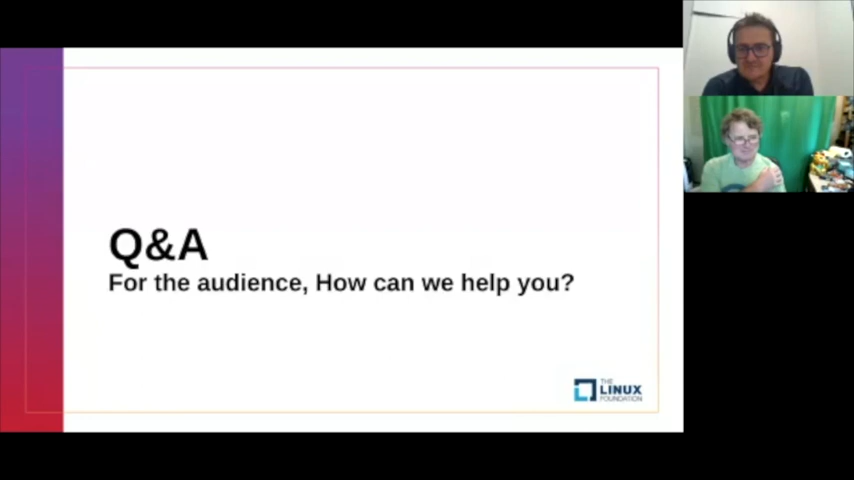 Q&A
For the audience, How can we help you?
THE
LINUX
FOUNDATION